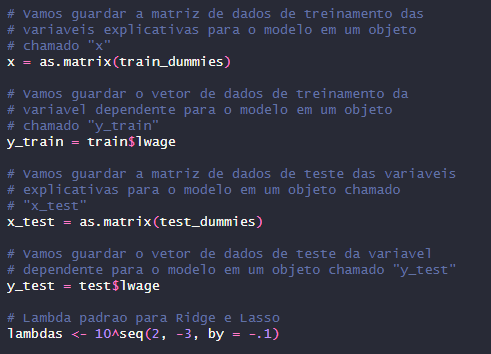 # Vamos guardar a matriz de dados de treinamento das
# variaveis explicativas para o modelo em um objeto
# chamado "x"
x = as.matrix(train_dummies)
# Vamos guardar o vetor de dados de treinamento da
# variavel dependente para o modelo em um objeto
# chamado "y_train"
y_train = train$lwage
# Vamos guardar a matriz de dados de teste das variaveis
# explicativas para o modelo em um objeto chamado
# "x_test"
x_test = as.matrix(test_dummies)
# Vamos guardar o vetor de dados de teste da variavel
# dependente para o modelo em um objeto chamado "y_test"
y_test = test$lwage
# Lambda padrao para Ridge e Lasso
lambdas <- 10^seq(2, -3, by = -.1)